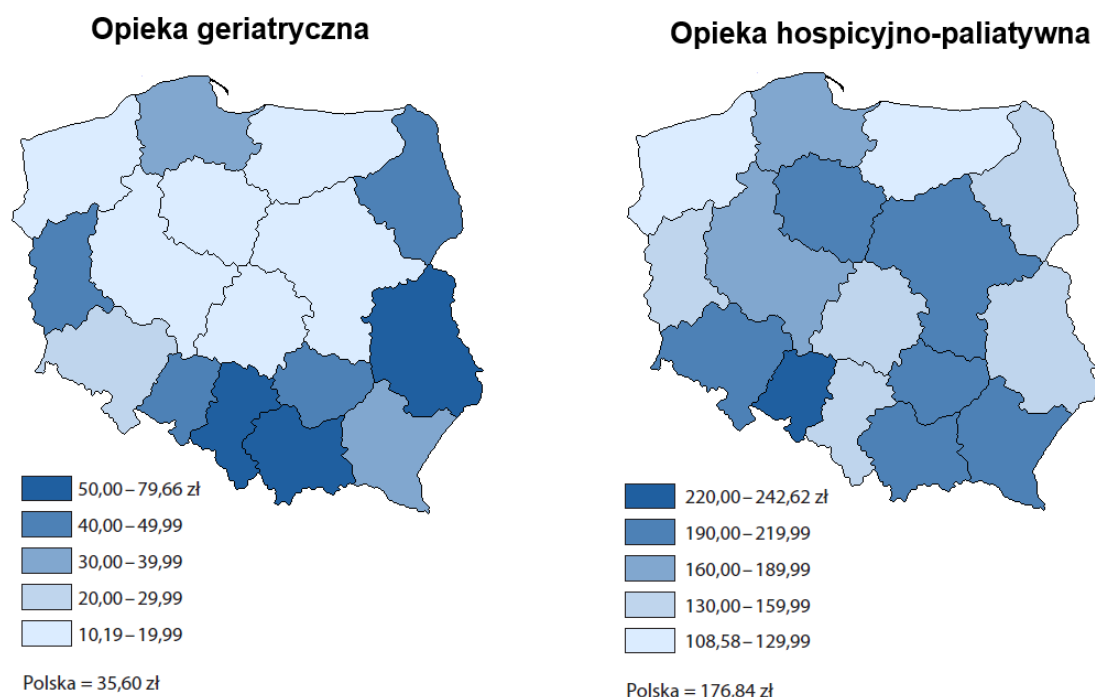 Opieka geriatryczna
50,00–79,66 zł
40,00–49,99
30,00–39,99
20,00–29,99
10,19–19,99
Polska = 35,60 zł
Opieka hospicyjno-paliatywna
220,00–242,62 zł
190,00–219,99
160,00–189,99
130,00–159,99
108,58–129,99
Polska = 176,84 zł